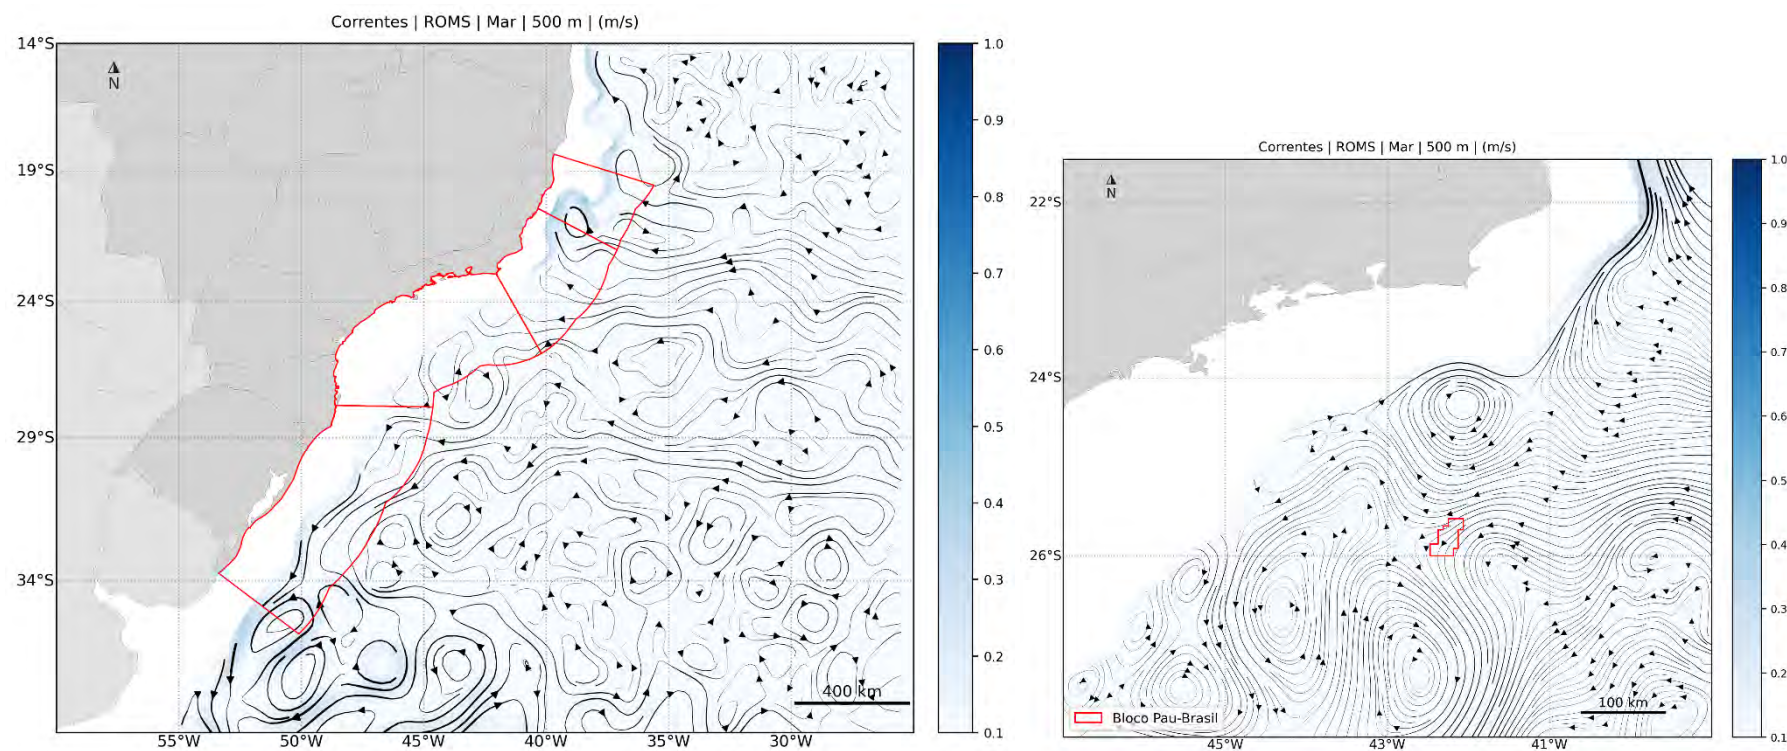 Correntes | ROMS | Mar | 500 m | (m/s)
14°S
19°S
24°S
29°S
34°S
N
55°W
50°W
45°W
40°W
35°W
30°W
400 km
1.0
0.9
0.8
0.7
0.6
0.5
0.4
0.3
0.2
0.1
Correntes | ROMS | Mar | 500 m | (m/s)
22°S
24°S
26°S
N
45°W
43°W
41°W
100 km
Bloco Pau-Brasil
1.0
0.9
0.8
0.7
0.6
0.5
0.4
0.3
0.2
0.1